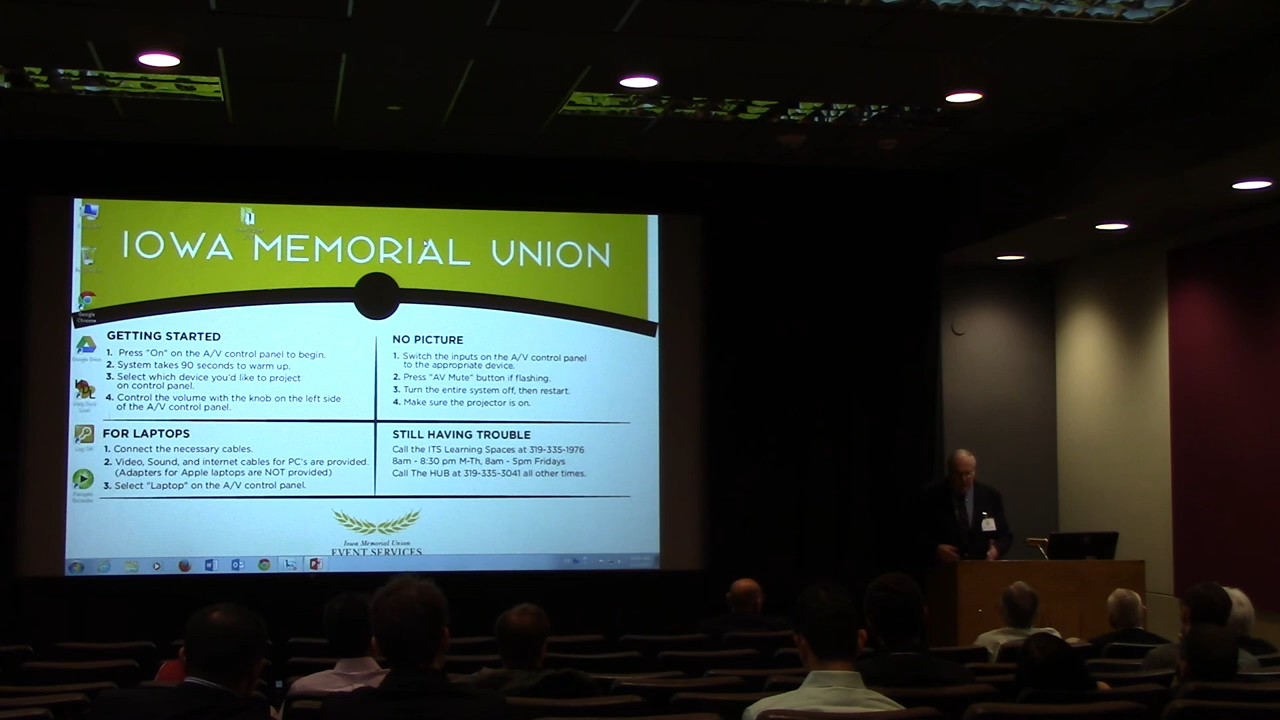 IOWA MEMORIAL UNION
GETTING STARTED
1. Press "On" on the A/V control panel to begin.
2. System takes 90 seconds to warm up.
3. Select which device you'd like to project
on control panel.
4. Control the volume with the knob on the left side
of the A/V control panel.
NO PICTURE
1. Switch the inputs on the A/V control panel
to the appropriate device.
2. Press "AV Mute" button if flashing.
3. Turn the entire system off, then restart.
4. Make sure the projector is on.
FOR LAPTOPS
1. Connect the necessary cables.
2. Video, Sound, and internet cables for PC's are provided.
(Adapters for Apple laptops are NOT provided)
3. Select "Laptop" on the A/V control panel.
STILL HAVING TROUBLE
Call the ITS Learning Spaces at 319-335-1976
8am - 8:30 pm M-Th, 8am - 5pm Fridays
Call The HUB at 319-335-3041 all other times.
Iowa Memorial Union
EVENT SERVICES
Google
Chrome
Google Drive
Log Off